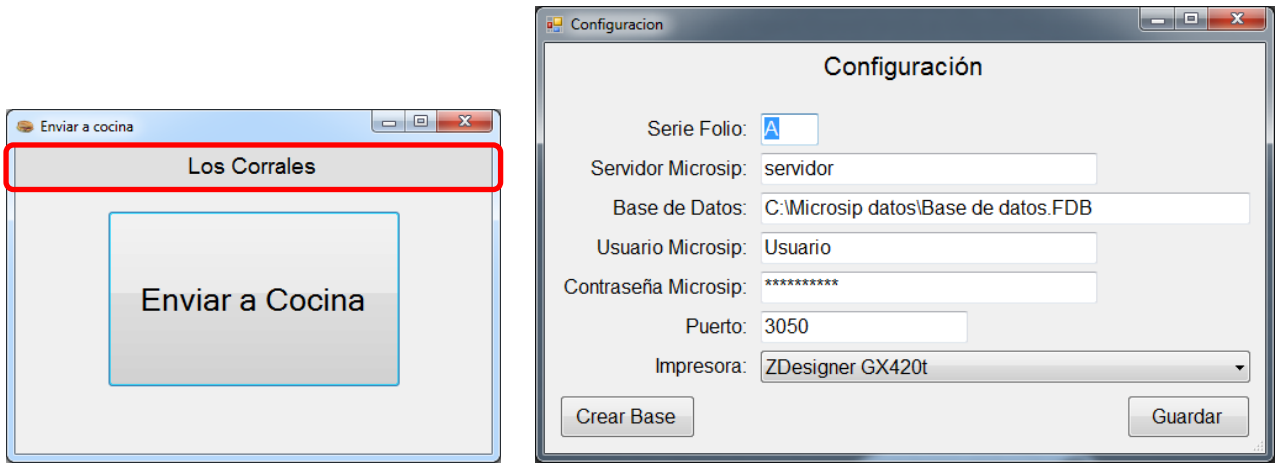 Enviar a cocina
Los Corrales
Enviar a Cocina
Configuracion
Configuración
Serie Folio: A
Servidor Microsip: servidor
Base de Datos: C:\Microsip datos\Base de datos.FDB
Usuario Microsip: Usuario
Contraseña Microsip: **********
Puerto: 3050
Impresora: ZDesigner GX420t
Crear Base Guardar